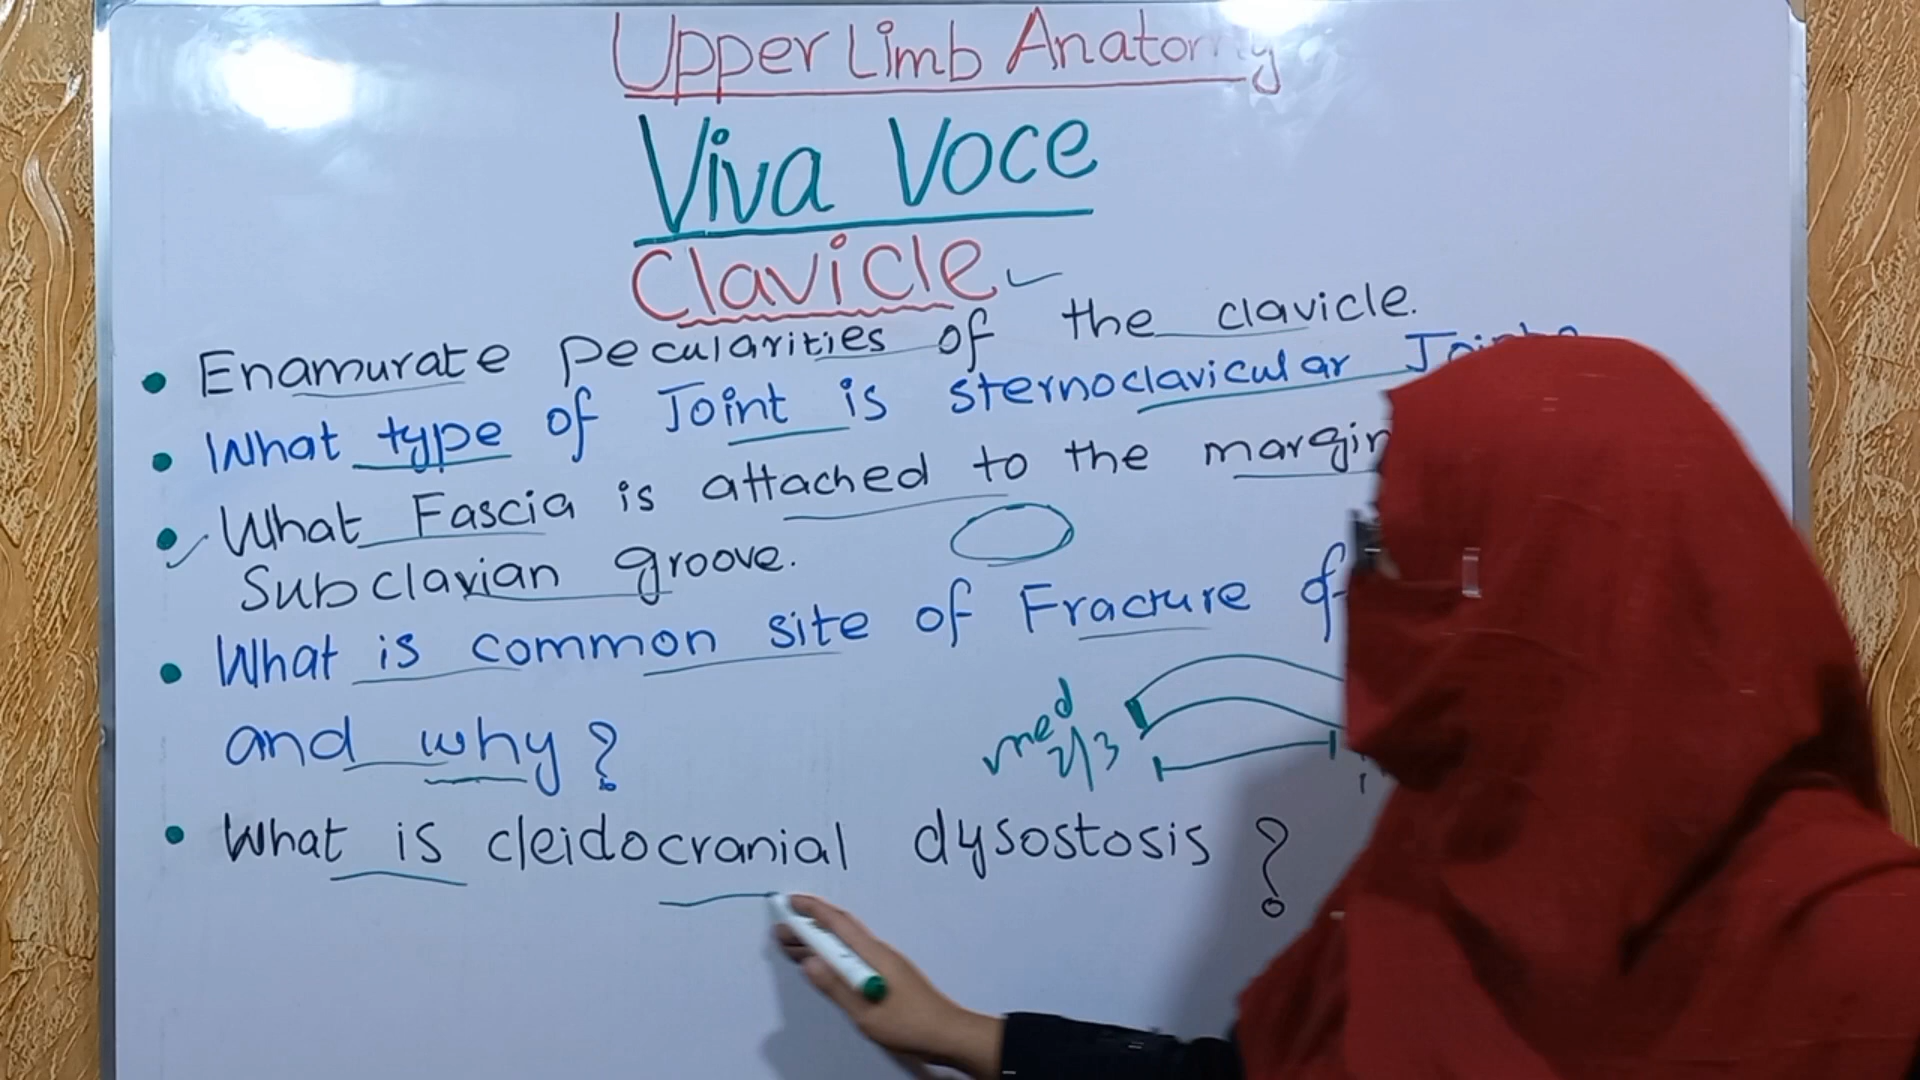 Upper Limb Anatomy
Viva Voce
Clavicle
Enamurate pecularities of the clavicle.
What type of Joint is sternoclavicular Joint
What Fascia is attached to the margin
Subclavian groove.
What is common site of Fracture of
and why?
med 2/3
What is cleidocranial dysostosis?